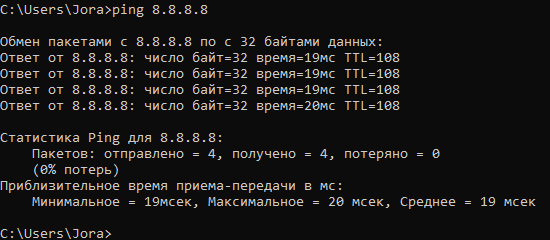 C:\Users\Jora>ping 8.8.8.8
Обмен пакетами с 8.8.8.8 по с 32 байтами данных:
Ответ от 8.8.8.8: число байт=32 время=19мс TTL=108
Ответ от 8.8.8.8: число байт=32 время=19мс TTL=108
Ответ от 8.8.8.8: число байт=32 время=19мс TTL=108
Ответ от 8.8.8.8: число байт=32 время=20мс TTL=108
Статистика Ping для 8.8.8.8:
Пакетов: отправлено = 4, получено = 4, потеряно = 0
(0% потерь)
Приблизительное время приема-передачи в мс:
Минимальное = 19мсек, Максимальное = 20 мсек, Среднее = 19 мсек
C:\Users\Jora>